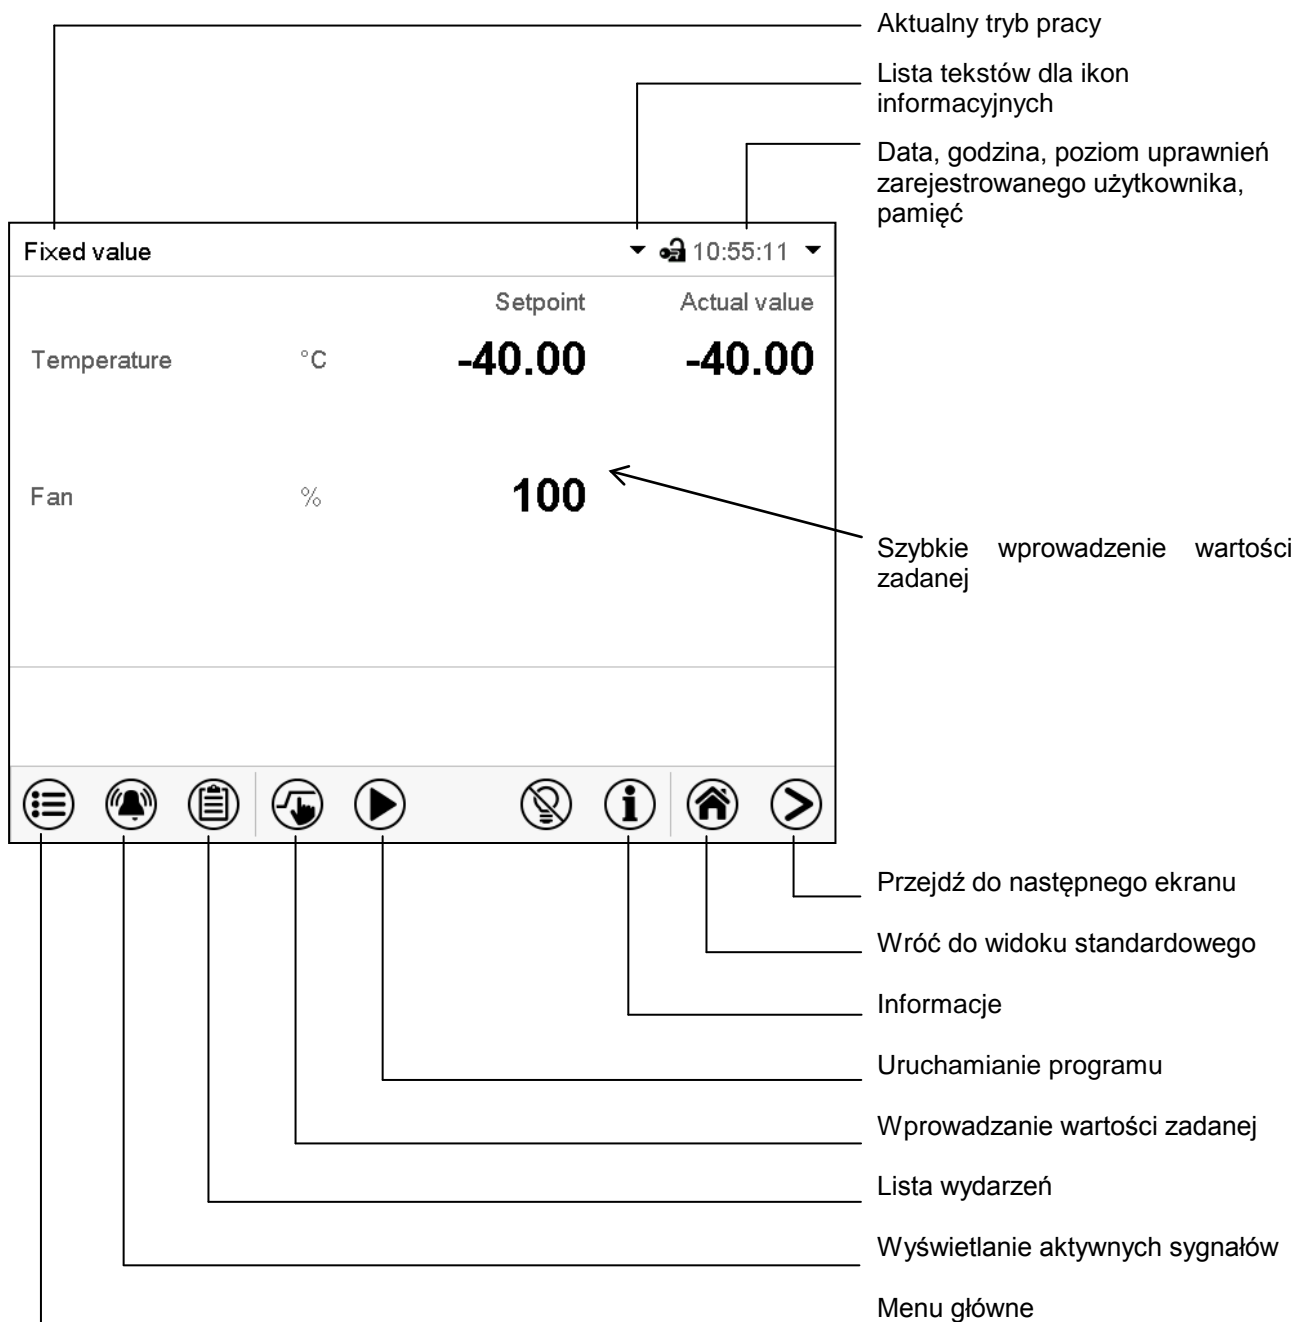 Aktualny tryb pracy
Lista tekstów dla ikon
informacyjnych
Data, godzina, poziom uprawnień
zarejestrowanego użytkownika,
pamięć
Fixed value
10:55:11
Setpoint
Actual value
Temperature °C -40.00 -40.00
Fan % 100
Szybkie wprowadzenie wartości
zadanej
Przejdź do następnego ekranu
Wróć do widoku standardowego
Informacje
Uruchamianie programu
Wprowadzanie wartości zadanej
Lista wydarzeń
Wyświetlanie aktywnych sygnałów
Menu główne